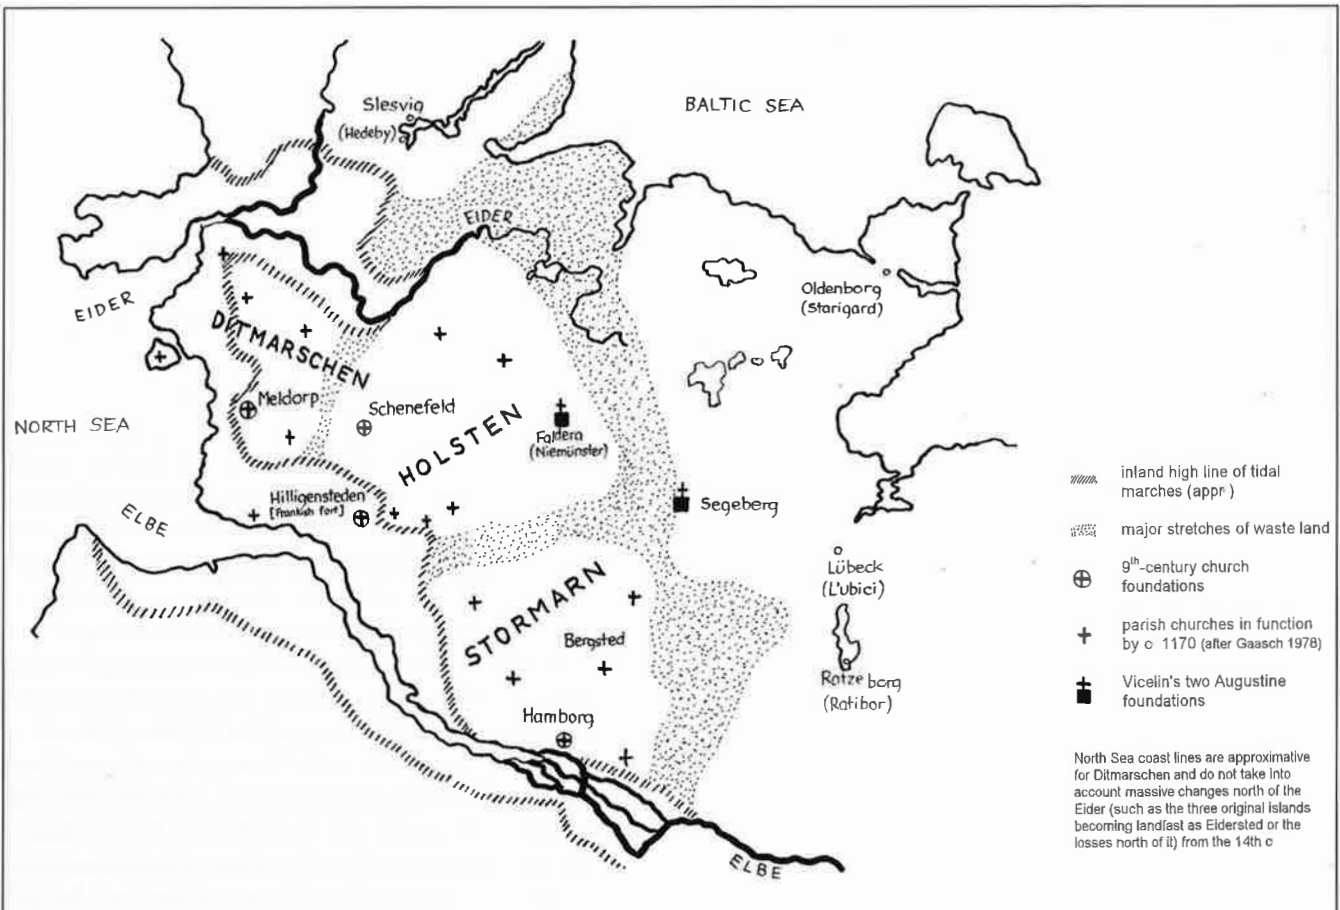 BALTIC SEA
Slesvig
(Hedeby)
EIDER
EIDER
Oldenborg
(Starigard)
DITMARSCHEN
Meldorp
Schenefeld
NORTH SEA
HOLSTEN
Faldera
(Niemünster)
Hilligensteden
[Frankish fort]
Segeberg
ELBE
Lübeck
(L'ubici)
STORMARN
Bergsted
Ratzeborg
(Ratibor)
Hamborg
ELBE
inland high line of tidal
marches (appr )
major stretches of waste land
9th-century church
foundations
parish churches in function
by c 1170 (after Gaasch 1978)
Vicelin's two Augustine
foundations
North Sea coast lines are approximative
for Ditmarschen and do not take into
account massive changes north of the
Eider (such as the three original islands
becoming landfast as Eidersted or the
losses north of it) from the 14th c